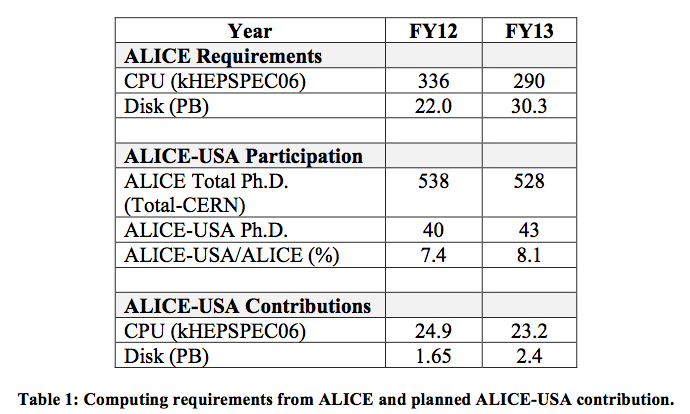 Year FY12 FY13
ALICE Requirements
CPU (kHEPSPEC06) 336 290
Disk (PB) 22.0 30.3
ALICE-USA Participation
ALICE Total Ph.D. 538 528
(Total-CERN)
ALICE-USA Ph.D. 40 43
ALICE-USA/ALICE (%) 7.4 8.1
ALICE-USA Contributions
CPU (kHEPSPEC06) 24.9 23.2
Disk (PB) 1.65 2.4
Table 1: Computing requirements from ALICE and planned ALICE-USA contribution.